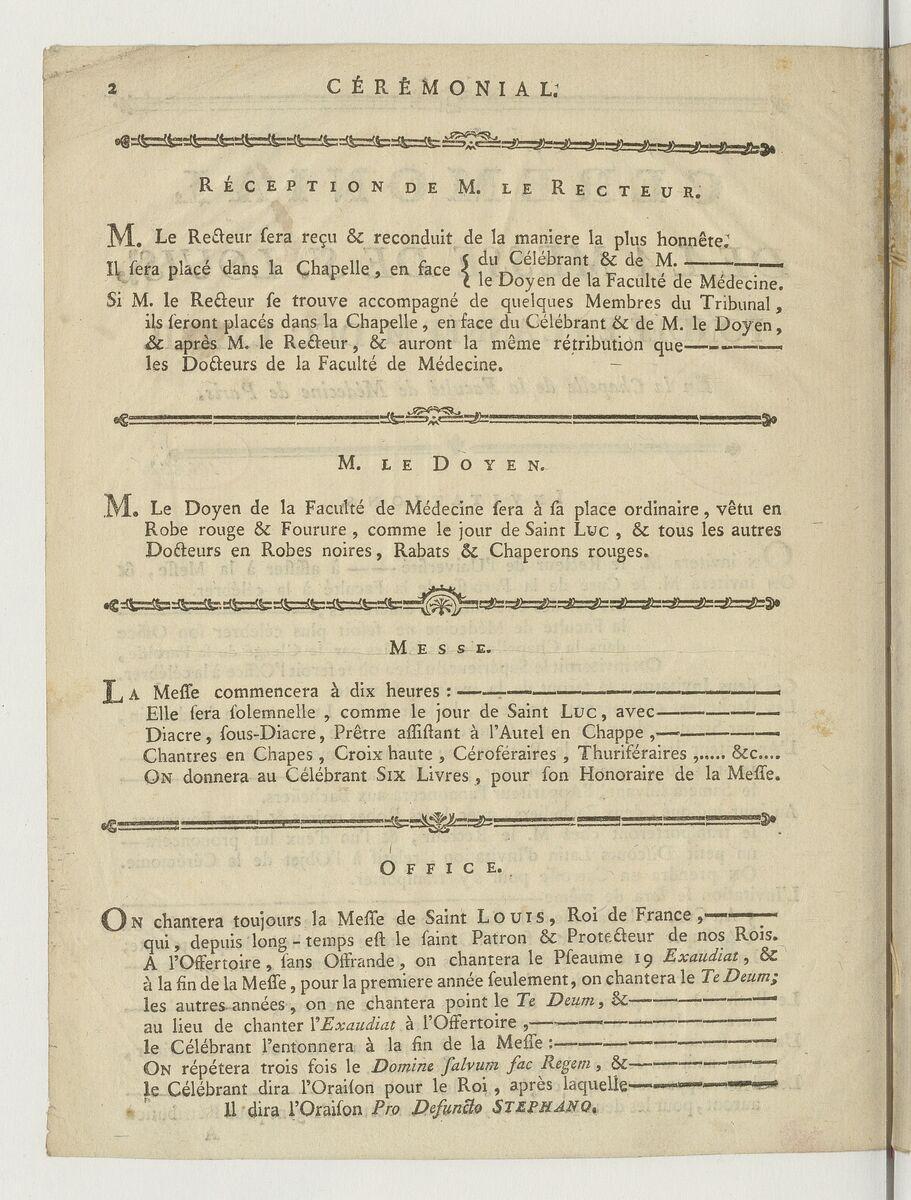 2
CÉRÉMONIAL.
RÉCEPTION DE M. LE RECTEUR.
M. Le Recteur ſera reçu & reconduit de la maniere la plus honnête.
Il ſera placé dans la Chapelle, en face { du Célébrant & de M. ————
le Doyen de la Faculté de Médecine.
Si M. le Recteur ſe trouve accompagné de quelques Membres du Tribunal,
ils ſeront placés dans la Chapelle, en face du Célébrant & de M. le Doyen,
& après M. le Recteur, & auront la même rétribution que————
les Docteurs de la Faculté de Médecine. —
M. LE DOYEN.
M. Le Doyen de la Faculté de Médecine ſera à ſa place ordinaire, vêtu en
Robe rouge & Fourure, comme le jour de Saint LUC, & tous les autres
Docteurs en Robes noires, Rabats & Chaperons rouges.
MESSE.
LA Meſſe commencera à dix heures : ————————
Elle ſera ſolemnelle, comme le jour de Saint LUC, avec————
Diacre, ſous-Diacre, Prêtre aſſiſtant à l'Autel en Chappe,————
Chantres en Chapes, Croix haute, Céroféraires, Thuriféraires,..... &c....
ON donnera au Célébrant SIX Livres, pour ſon Honoraire de la Meſſe.
OFFICE.
ON chantera toujours la Meſſe de Saint LOUIS, Roi de France,———
qui, depuis long-temps eſt le ſaint Patron & Protecteur de nos Rois.
A l'Offertoire, ſans Offrande, on chantera le Pſeaume 19 Exaudiat, &
à la fin de la Meſſe, pour la premiere année ſeulement, on chantera le Te Deum;
les autres années, on ne chantera point le Te Deum, &————
au lieu de chanter l'Exaudiat à l'Offertoire,————————
le Célébrant l'entonnera à la fin de la Meſſe :———————
ON répétera trois fois le Domine ſalvum fac Regem, &————
le Célébrant dira l'Oraiſon pour le Roi, après laquelle————
Il dira l'Oraiſon Pro Defuncto STEPHANO.